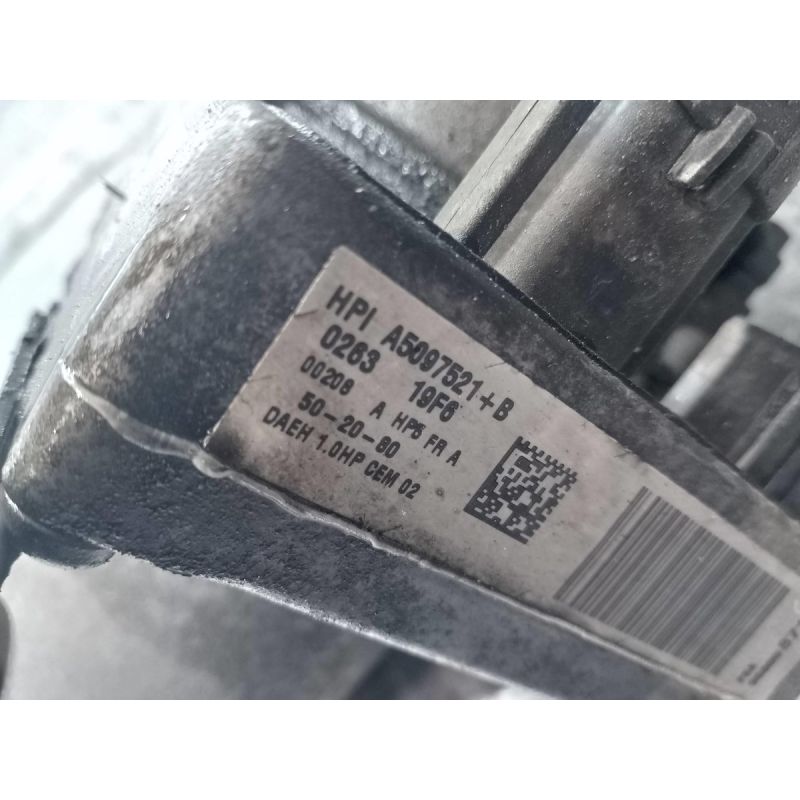 HPI A5097521+B
0263 19F6
00208 A HP5 FR A
50-20-80
DAEH 1.0HP CEM 02